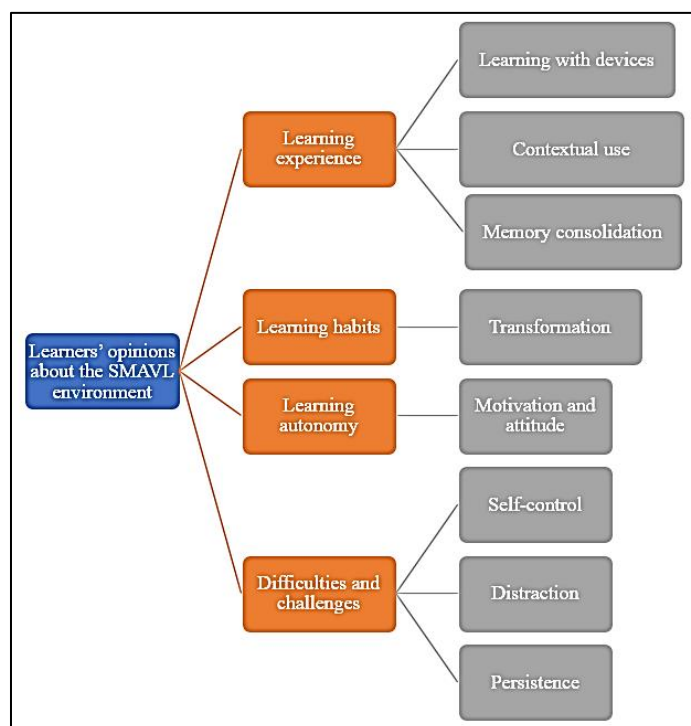 Learners’ opinions
about the SMAVL
environment
Learning
experience
Learning with devices
Contextual use
Memory consolidation
Learning habits
Transformation
Learning
autonomy
Motivation and
attitude
Difficulties and
challenges
Self-control
Distraction
Persistence